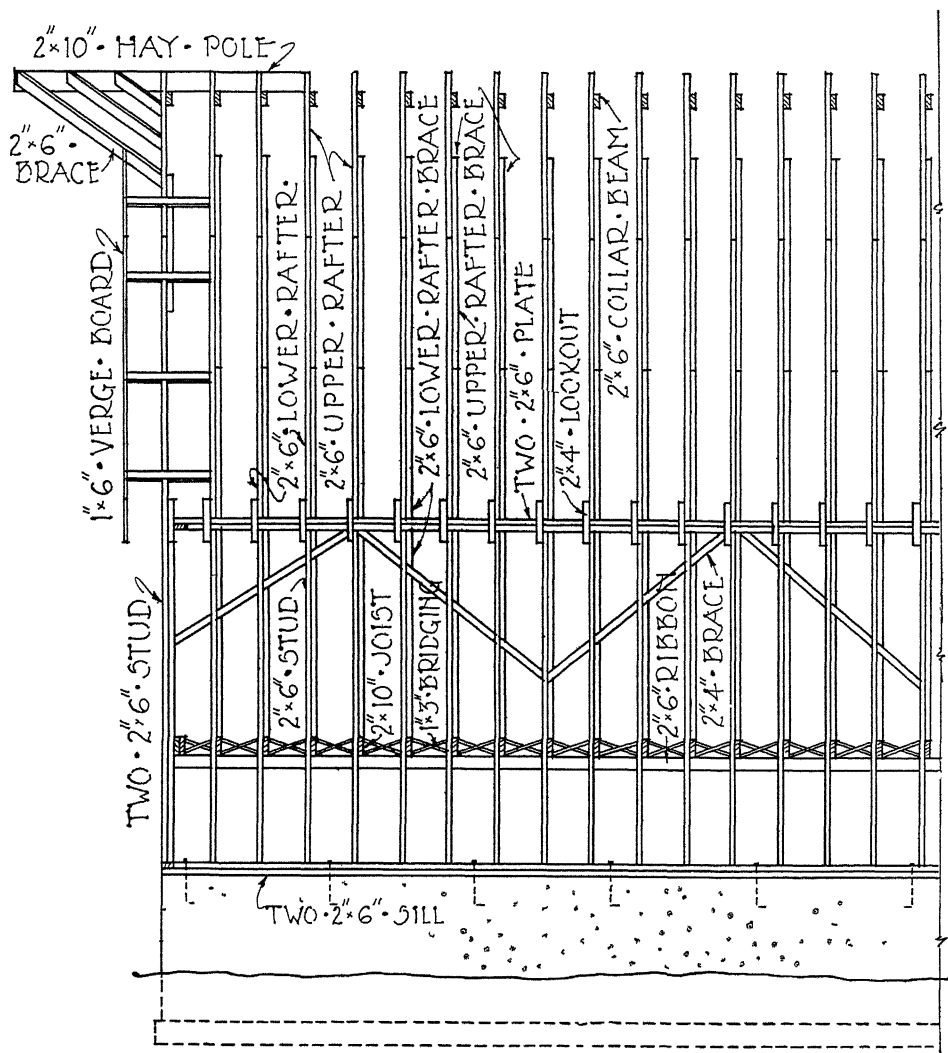 2"×10"·HAY·POLE
2"×6"·
BRACE
1"×6"·VERGE·BOARD
2"×6"·LOWER·RAFTER·
2"×6"·UPPER·RAFTER
2"×6"·LOWER·RAFTER·BRACE
2"×6"·UPPER·RAFTER·BRACE
TWO·2"×6"·PLATE
2"×4"·LOOKOUT
2"×6"·COLLAR·BEAM
TWO·2"×6"·STUD
2"×6"·STUD
2"×10"·JOIST
1"×3"·BRIDGING
2"×6"·RIBBON
2"×4"·BRACE
TWO·2"×6"·SILL